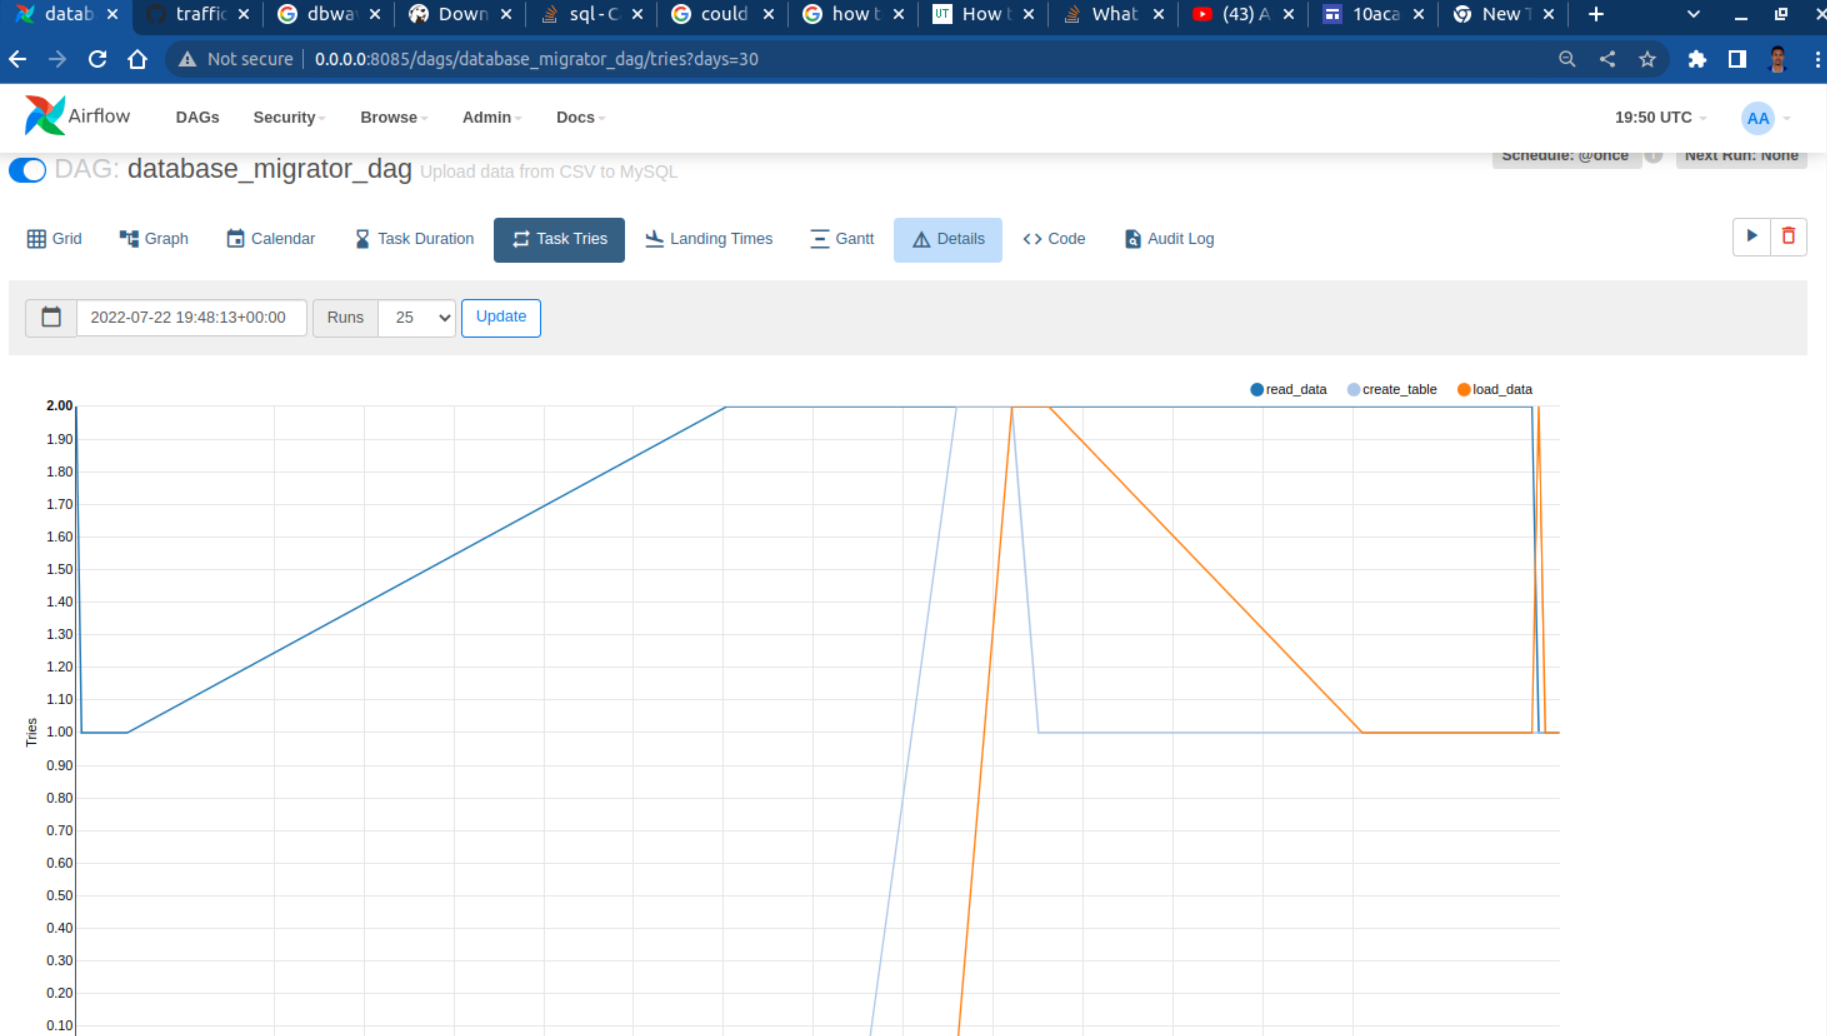 datab traffic dbwa Down sql - C could how t How t What (43) A 10aca New T
Not secure 0.0.0.0:8085/dags/database_migrator_dag/tries?days=30
Airflow DAGs Security Browse Admin Docs 19:50 UTC AA
DAG: database_migrator_dag Upload data from CSV to MySQL Schedule: @once Next Run: None
Grid Graph Calendar Task Duration Task Tries Landing Times Gantt Details Code Audit Log
2022-07-22 19:48:13+00:00 Runs 25 Update
read_data create_table load_data
2.00
1.90
1.80
1.70
1.60
1.50
1.40
1.30
1.20
1.10
1.00
Tries
0.90
0.80
0.70
0.60
0.50
0.40
0.30
0.20
0.10